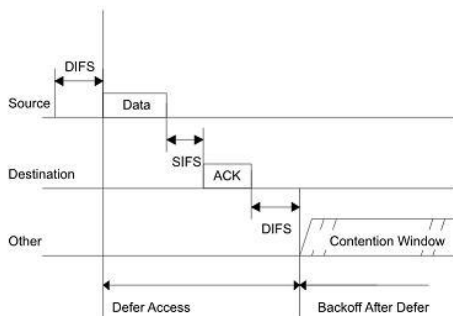 DIFS
Source
Data
SIFS
Destination
ACK
DIFS
Other
Contention Window
Defer Access
Backoff After Defer